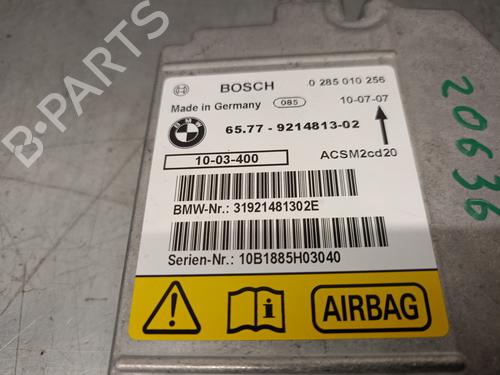 B-PARTS
BOSCH 0 285 010 256
Made in Germany 085 10-07-07
BMW 65.77 - 9214813-02
10-03-400 ACSM2cd20
BMW-Nr.: 31921481302E
Serien-Nr.: 10B1885H03040
AIRBAG
20636